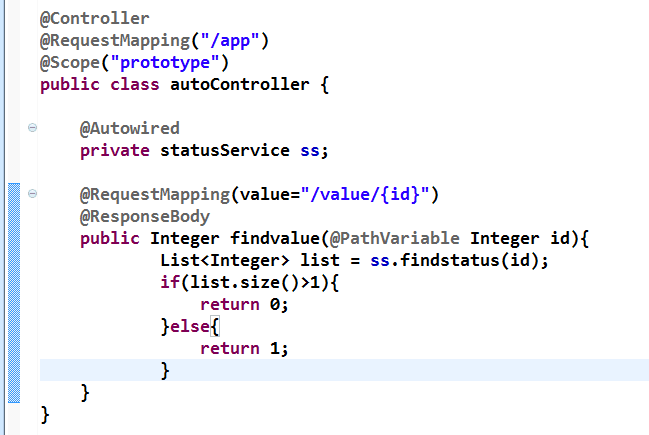 @Controller
@RequestMapping("/app")
@Scope("prototype")
public class autoController {
@Autowired
private statusService ss;
@RequestMapping(value="/value/{id}")
@ResponseBody
public Integer findvalue(@PathVariable Integer id){
List<Integer> list = ss.findstatus(id);
if(list.size()>1){
return 0;
}else{
return 1;
}
}
}